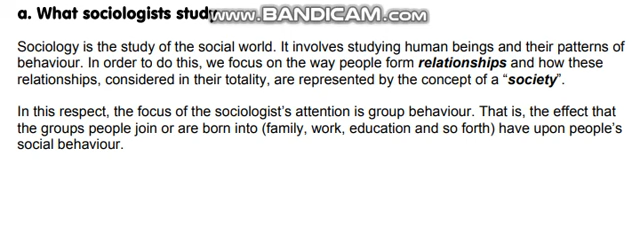 a. What sociologists study
www.BANDICAM.com
Sociology is the study of the social world. It involves studying human beings and their patterns of
behaviour. In order to do this, we focus on the way people form relationships and how these
relationships, considered in their totality, are represented by the concept of a “society”.
In this respect, the focus of the sociologist’s attention is group behaviour. That is, the effect that
the groups people join or are born into (family, work, education and so forth) have upon people’s
social behaviour.